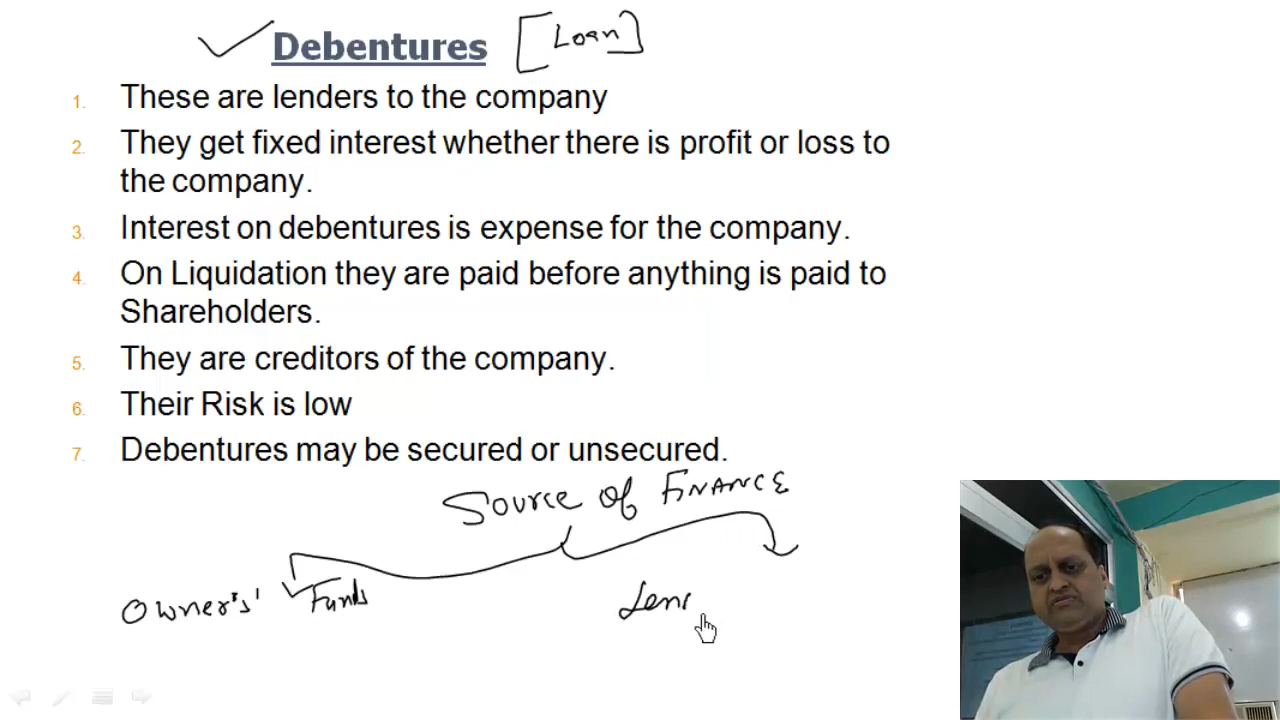 Debentures [Loan]
1. These are lenders to the company
2. They get fixed interest whether there is profit or loss to
the company.
3. Interest on debentures is expense for the company.
4. On Liquidation they are paid before anything is paid to
Shareholders.
5. They are creditors of the company.
6. Their Risk is low
7. Debentures may be secured or unsecured.
Source of FINANCE
Owner's' Funds Len